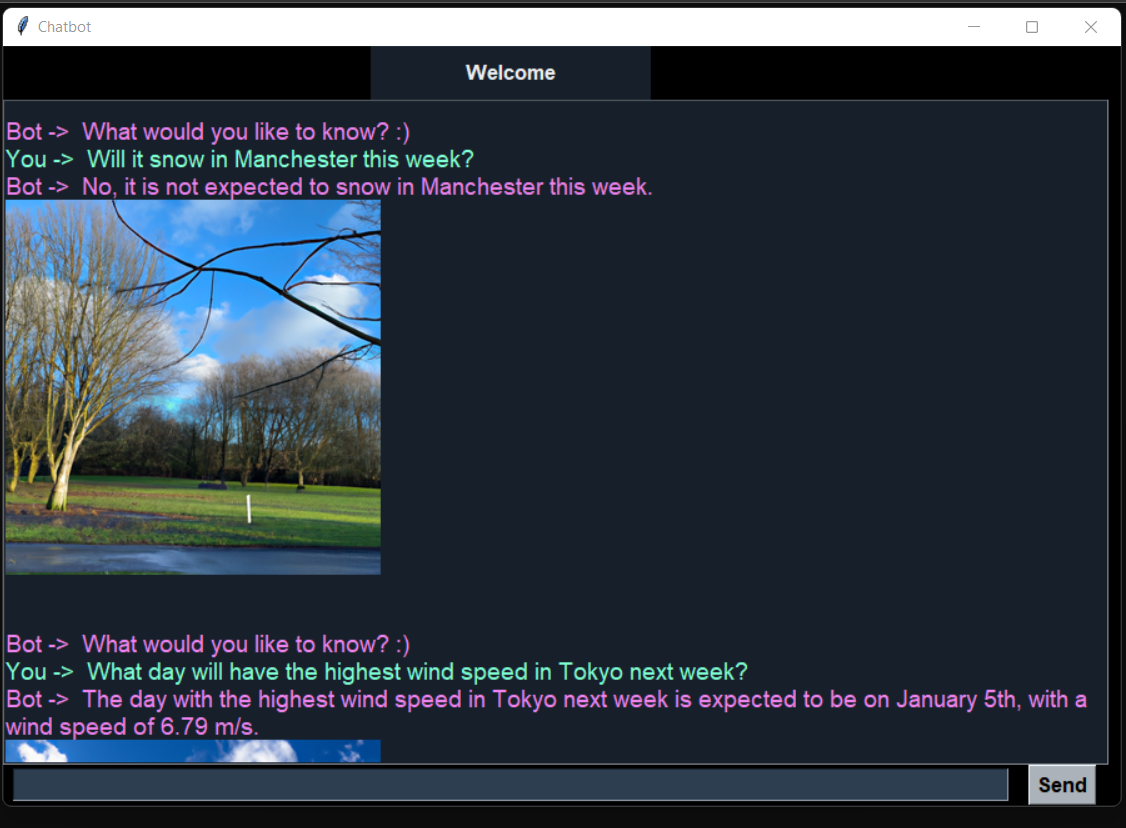 Chatbot
Welcome
Bot -> What would you like to know? :)
You -> Will it snow in Manchester this week?
Bot -> No, it is not expected to snow in Manchester this week.
Bot -> What would you like to know? :)
You -> What day will have the highest wind speed in Tokyo next week?
Bot -> The day with the highest wind speed in Tokyo next week is expected to be on January 5th, with a
wind speed of 6.79 m/s.
Send